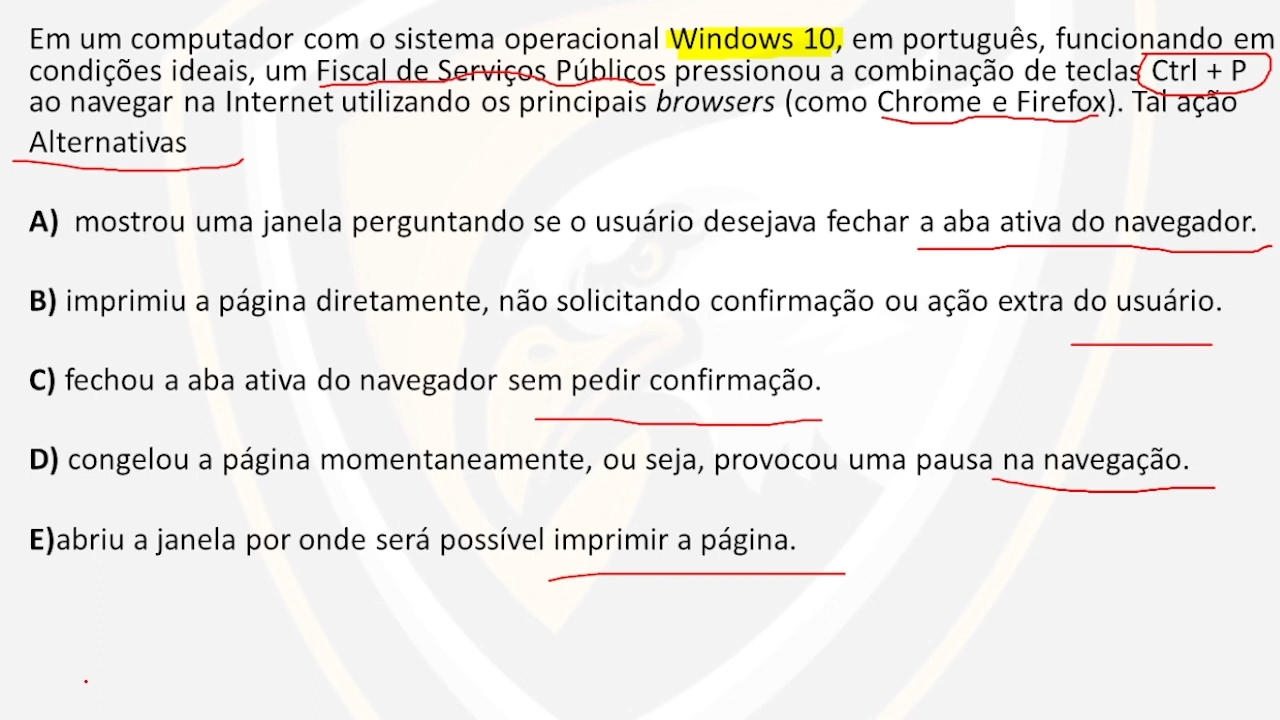 Em um computador com o sistema operacional Windows 10, em português, funcionando em
condições ideais, um Fiscal de Serviços Públicos pressionou a combinação de teclas Ctrl + P
ao navegar na Internet utilizando os principais browsers (como Chrome e Firefox). Tal ação
Alternativas
A) mostrou uma janela perguntando se o usuário desejava fechar a aba ativa do navegador.
B) imprimiu a página diretamente, não solicitando confirmação ou ação extra do usuário.
C) fechou a aba ativa do navegador sem pedir confirmação.
D) congelou a página momentaneamente, ou seja, provocou uma pausa na navegação.
E)abriu a janela por onde será possível imprimir a página.